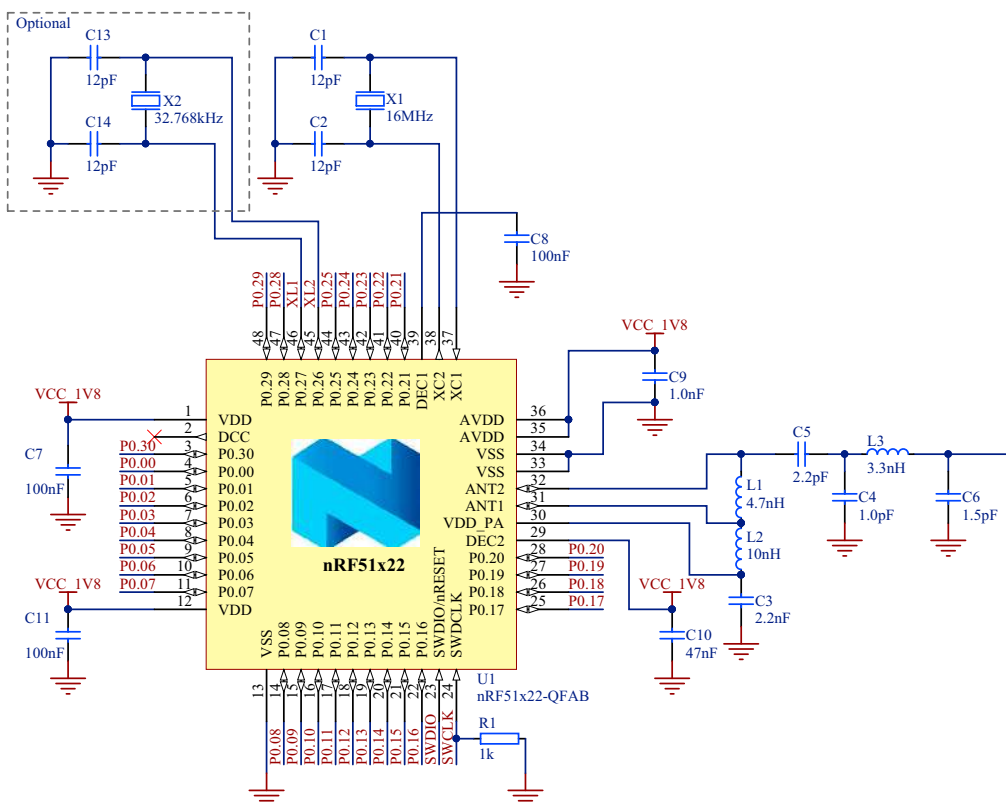 Optional
C13
12pF
X2
32.768kHz
C14
12pF
C1
12pF
X1
16MHz
C2
12pF
C8
100nF
P0.29
P0.28
XL1
XL2
P0.25
P0.24
P0.23
P0.22
P0.21
48
47
46
45
44
43
42
41
40
39
38
37
P0.29
P0.28
P0.27
P0.26
P0.25
P0.24
P0.23
P0.22
P0.21
DEC1
XC2
XC1
VCC_1V8
C7
100nF
VCC_1V8
C11
100nF
1 VDD
2 DCC
P0.30 3 P0.30
P0.00 4 P0.00
P0.01 5 P0.01
P0.02 6 P0.02
P0.03 7 P0.03
P0.04 8 P0.04
P0.05 9 P0.05
P0.06 10 P0.06
P0.07 11 P0.07
12 VDD
nRF51x22
AVDD 36
AVDD 35
VSS 34
VSS 33
ANT2 32
ANT1 31
VDD_PA 30
DEC2 29
P0.20 28 P0.20
P0.19 27 P0.19
P0.18 26 P0.18
P0.17 25 P0.17
VCC_1V8
C9
1.0nF
C5
2.2pF
L3
3.3nH
L1
4.7nH
C4
1.0pF
C6
1.5pF
L2
10nH
C3
2.2nF
VCC_1V8
C10
47nF
VSS
P0.08
P0.09
P0.10
P0.11
P0.12
P0.13
P0.14
P0.15
P0.16
SWDIO/nRESET
SWDCLK
13
14
15
16
17
18
19
20
21
22
23
24
P0.08
P0.09
P0.10
P0.11
P0.12
P0.13
P0.14
P0.15
P0.16
SWDIO
SWCLK
U1
nRF51x22-QFAB
R1
1k